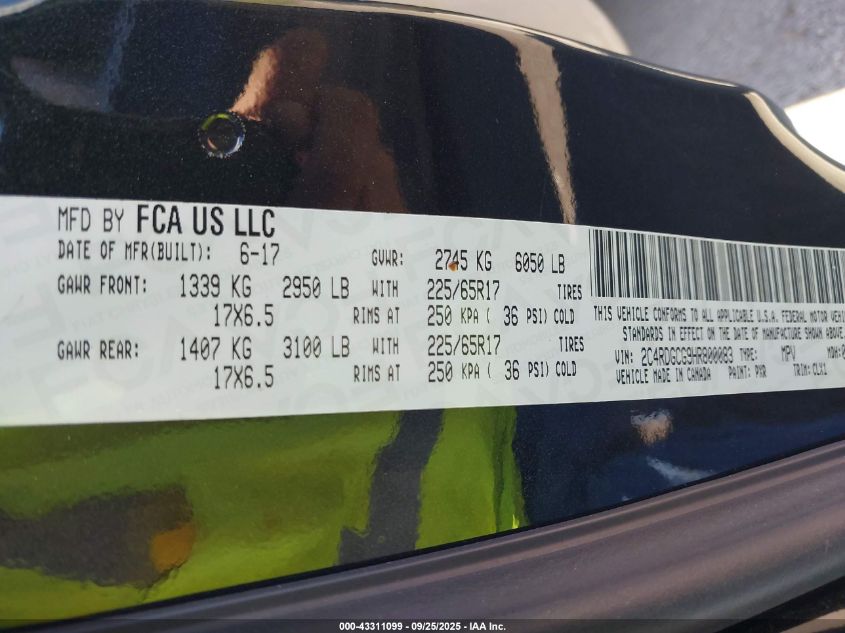 MFD BY FCA US LLC
DATE OF MFR(BUILT): 6-17 GVWR: 2745 KG 6050 LB
GAWR FRONT: 1339 KG 2950 LB WITH 225/65R17 TIRES
17X6.5 RIMS AT 250 KPA ( 36 PSI) COLD
GAWR REAR: 1407 KG 3100 LB WITH 225/65R17 TIRES
17X6.5 RIMS AT 250 KPA ( 36 PSI) COLD
THIS VEHICLE CONFORMS TO ALL APPLICABLE U.S.A. FEDERAL MOTOR VEHI
STANDARDS IN EFFECT ON THE DATE OF MANUFACTURE SHOWN ABOVE.
VIN: 2C4RDGCG9HR800083 TYPE: MPV MDH:0
VEHICLE MADE IN CANADA PAINT: PXR TRIM: CLX1
000-43311099 - 09/25/2025 - IAA Inc.